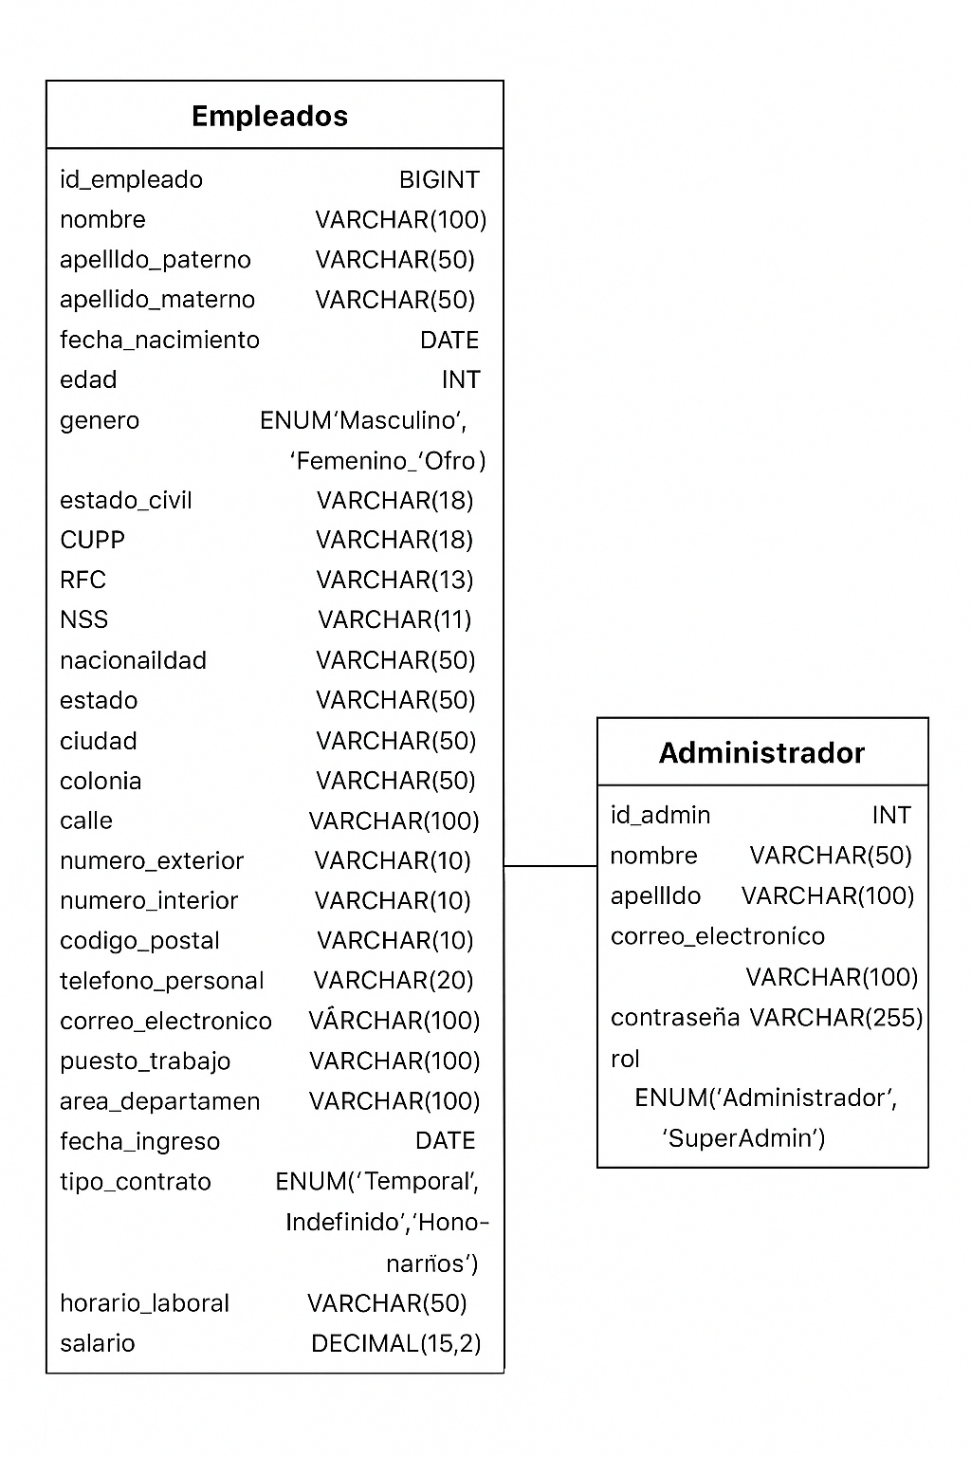 Empleados
id_empleado BIGINT
nombre VARCHAR(100)
apellIdo_paterno VARCHAR(50)
apellido_materno VARCHAR(50)
fecha_nacimiento DATE
edad INT
genero ENUM‘Masculino’,
‘Femenino_‘Ofro)
estado_civil VARCHAR(18)
CUPP VARCHAR(18)
RFC VARCHAR(13)
NSS VARCHAR(11)
nacionaildad VARCHAR(50)
estado VARCHAR(50)
ciudad VARCHAR(50)
colonia VARCHAR(50)
calle VARCHAR(100)
numero_exterior VARCHAR(10)
numero_interior VARCHAR(10)
codigo_postal VARCHAR(10)
telefono_personal VARCHAR(20)
correo_electronico VÁRCHAR(100)
puesto_trabajo VARCHAR(100)
area_departamen VARCHAR(100)
fecha_ingreso DATE
tipo_contrato ENUM(‘Temporal’,
Indefinido’,‘Hono-
narrïos’)
horario_laboral VARCHAR(50)
salario DECIMAL(15,2)
Administrador
id_admin INT
nombre VARCHAR(50)
apellIdo VARCHAR(100)
correo_electroníco
VARCHAR(100)
contraseña VARCHAR(255)
rol
ENUM(’Administrador’,
‘SuperAdmin’)